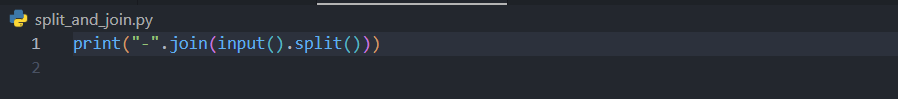 split_and_join.py
1 print("-".join(input().split()))
2